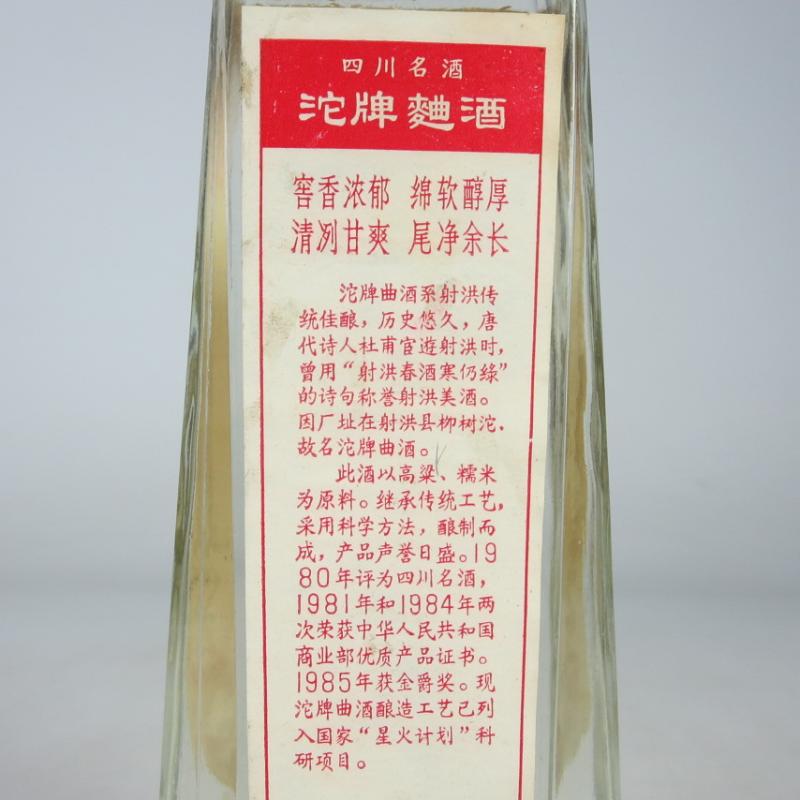 四川名酒
沱牌麯酒
窖香浓郁 绵软醇厚
清冽甘爽 尾净余长
沱牌曲酒系射洪传
统佳酿，历史悠久，唐
代诗人杜甫宦遊射洪时，
曾用“射洪春酒寒仍绿”
的诗句称誉射洪美酒。
因厂址在射洪县柳树沱.
故名沱牌曲酒。
此酒以高粱、糯米
为原料。继承传统工艺，
采用科学方法，酿制而
成，产品声誉日盛。19
80年评为四川名酒，
1981年和1984年两
次荣获中华人民共和国
商业部优质产品证书。
1985年获金爵奖。现
沱牌曲酒酿造工艺已列
入国家“星火计划”科
研项目。